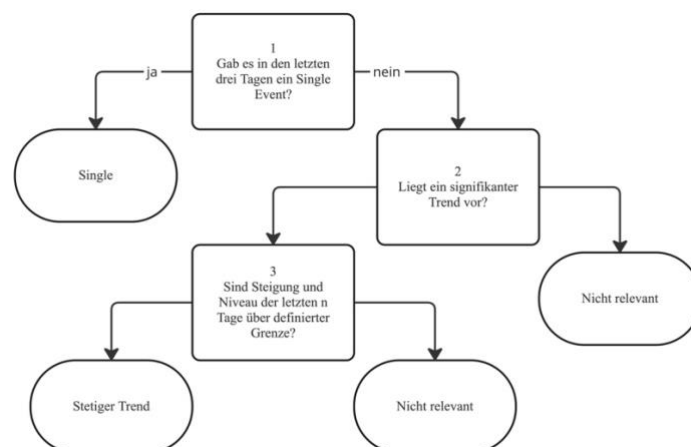 1
Gab es in den letzten
drei Tagen ein Single
Event?
ja
nein
Single
2
Liegt ein signifikanter
Trend vor?
3
Sind Steigung und
Niveau der letzten n
Tage über definierter
Grenze?
Nicht relevant
Stetiger Trend
Nicht relevant